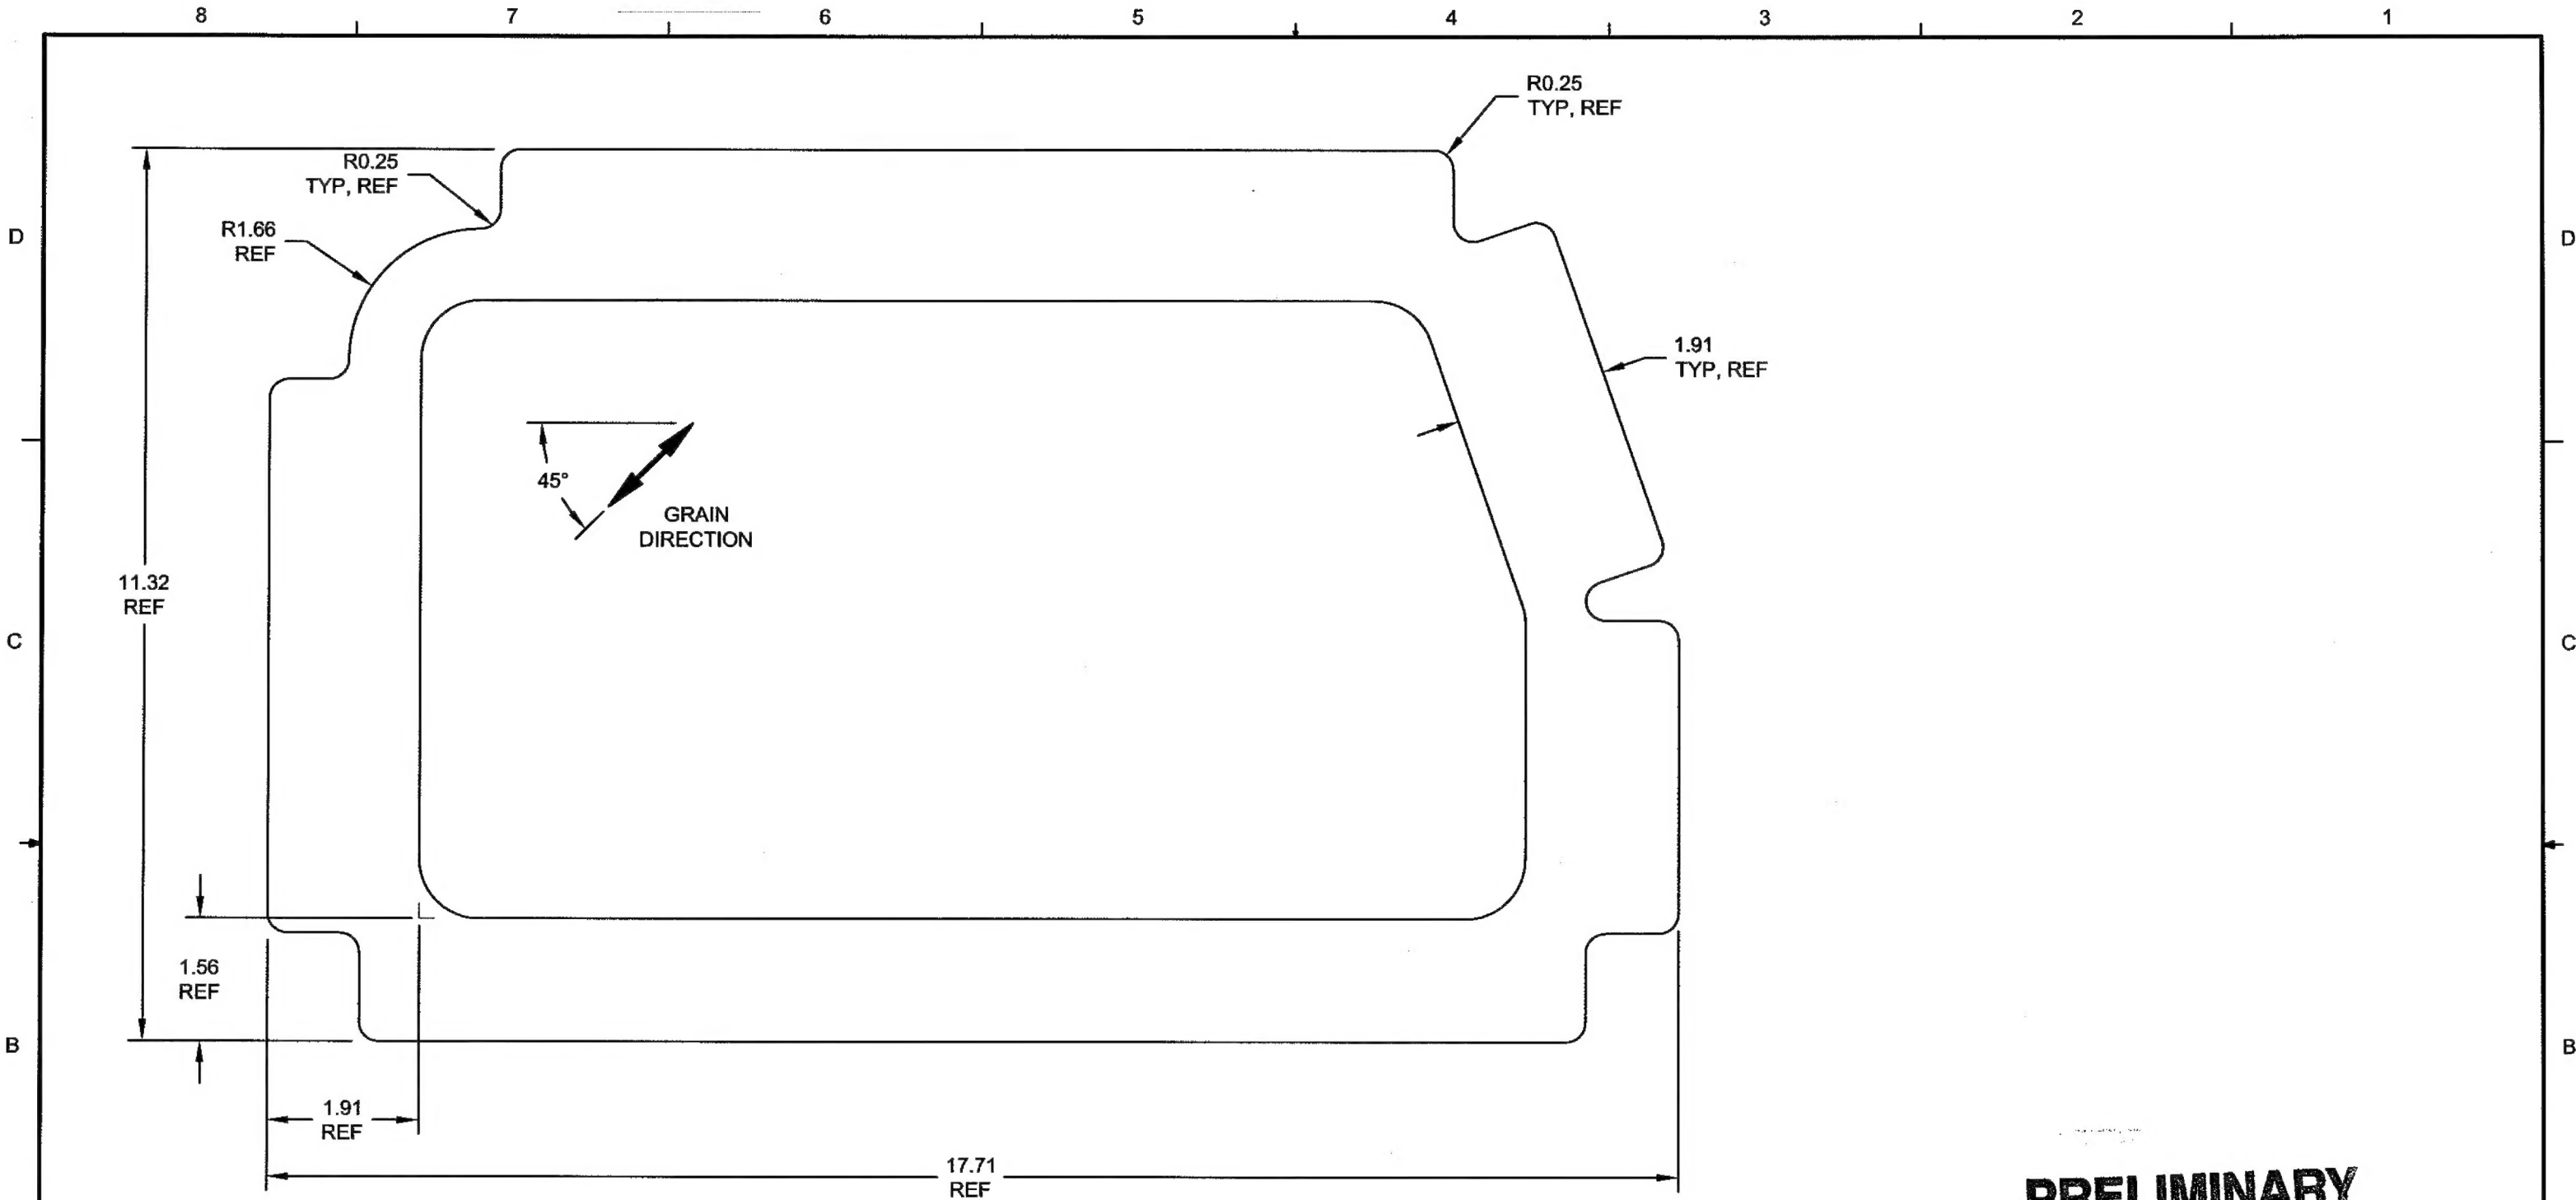 8 7 6 5 4 3 2 1
R0.25
TYP, REF
R0.25
TYP, REF
D
D
R1.66
REF
1.91
TYP, REF
45°
GRAIN
DIRECTION
11.32
REF
C
C
1.56
REF
B
B
1.91
REF
17.71
REF
PRELIMINARY